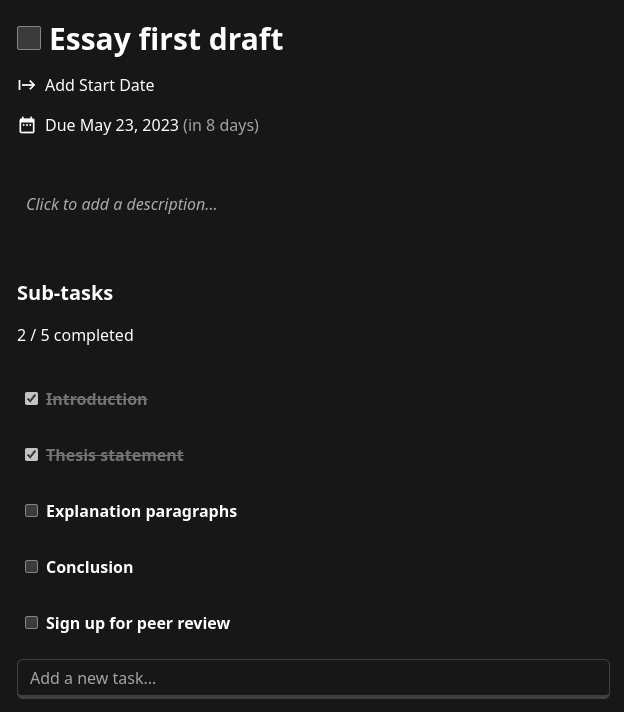 Essay first draft
Add Start Date
Due May 23, 2023 (in 8 days)
Click to add a description...
Sub-tasks
2 / 5 completed
Introduction
Thesis statement
Explanation paragraphs
Conclusion
Sign up for peer review
Add a new task...